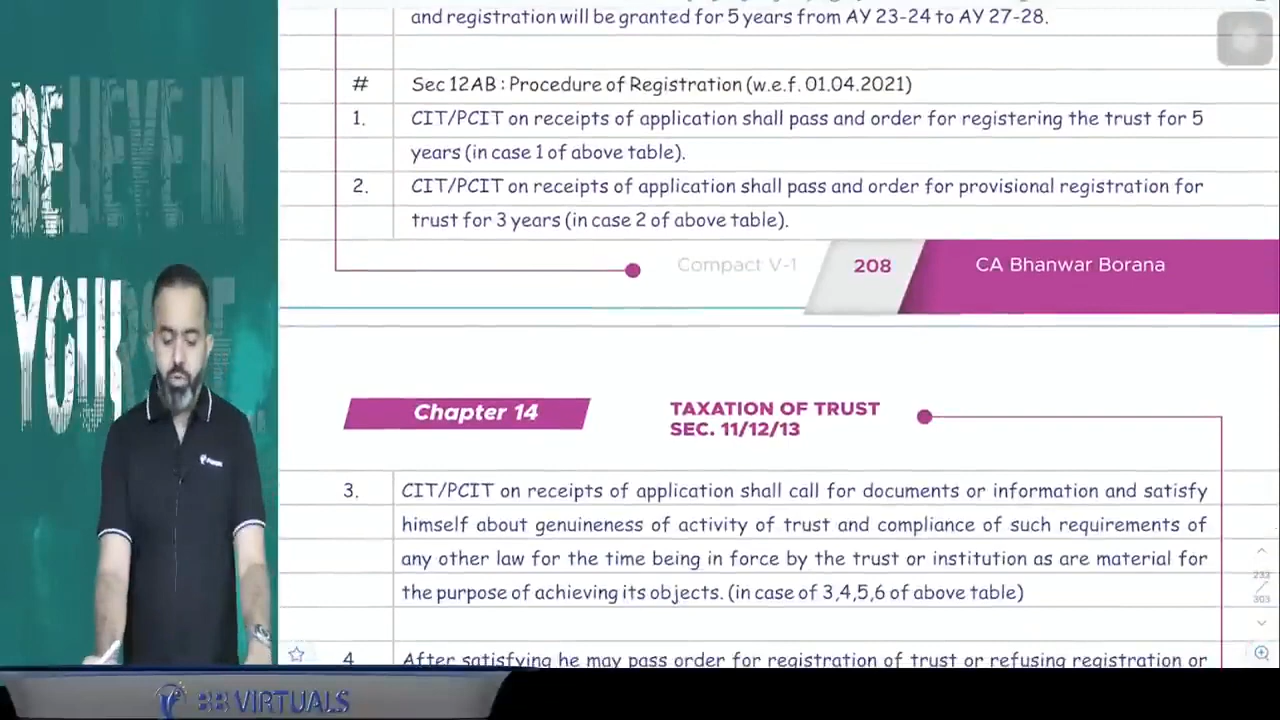 BELIEVE IN
YOURSELF
and registration will be granted for 5 years from AY 23-24 to AY 27-28.
# Sec 12AB : Procedure of Registration (w.e.f. 01.04.2021)
1. CIT/PCIT on receipts of application shall pass and order for registering the trust for 5
years (in case 1 of above table).
2. CIT/PCIT on receipts of application shall pass and order for provisional registration for
trust for 3 years (in case 2 of above table).
Compact V-1 208 CA Bhanwar Borana
Chapter 14 TAXATION OF TRUST
SEC. 11/12/13
3. CIT/PCIT on receipts of application shall call for documents or information and satisfy
himself about genuineness of activity of trust and compliance of such requirements of
any other law for the time being in force by the trust or institution as are material for
the purpose of achieving its objects. (in case of 3,4,5,6 of above table)
4 After satisfying he may pass order for registration of trust or refusing registration or
232
303
BB VIRTUALS